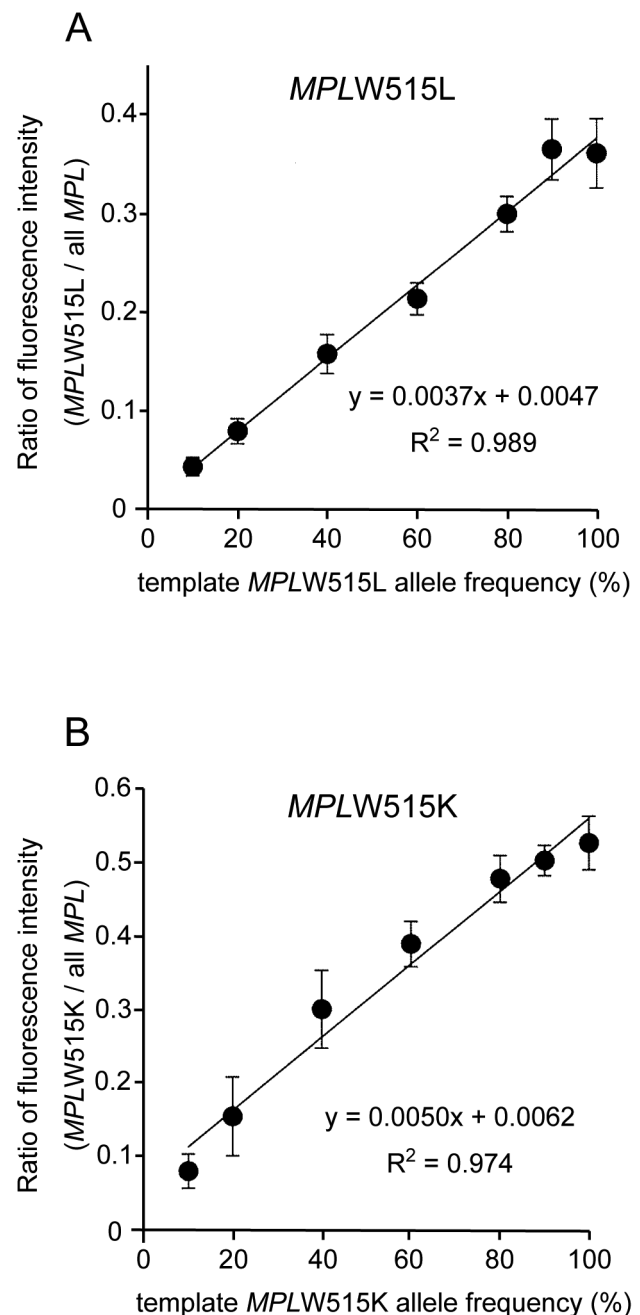 A
MPLW515L
Ratio of fluorescence intensity
(MPLW515L / all MPL)
0.4
0.3
0.2
0.1
0
y = 0.0037x + 0.0047
R² = 0.989
0 20 40 60 80 100
template MPLW515L allele frequency (%)
B
MPLW515K
Ratio of fluorescence intensity
(MPLW515K / all MPL)
0.6
0.5
0.4
0.3
0.2
0.1
0
y = 0.0050x + 0.0062
R² = 0.974
0 20 40 60 80 100
template MPLW515K allele frequency (%)